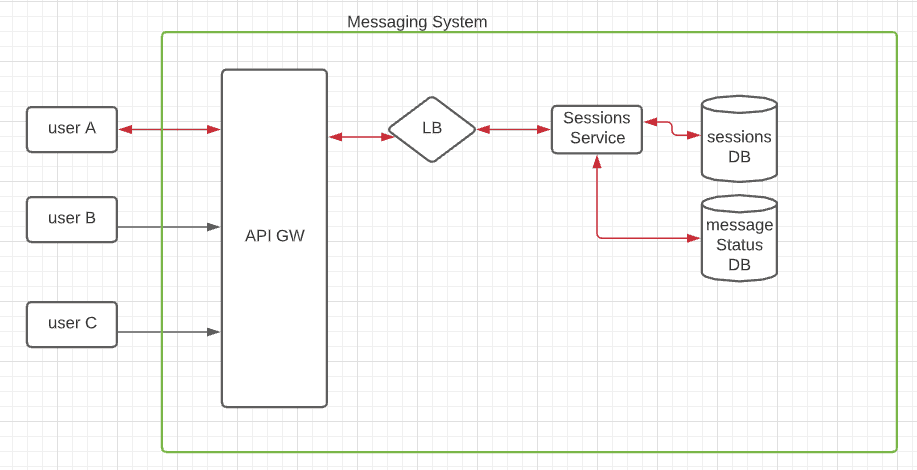 Messaging System
user A
LB
Sessions
Service
sessions
DB
user B
API GW
message
Status
DB
user C